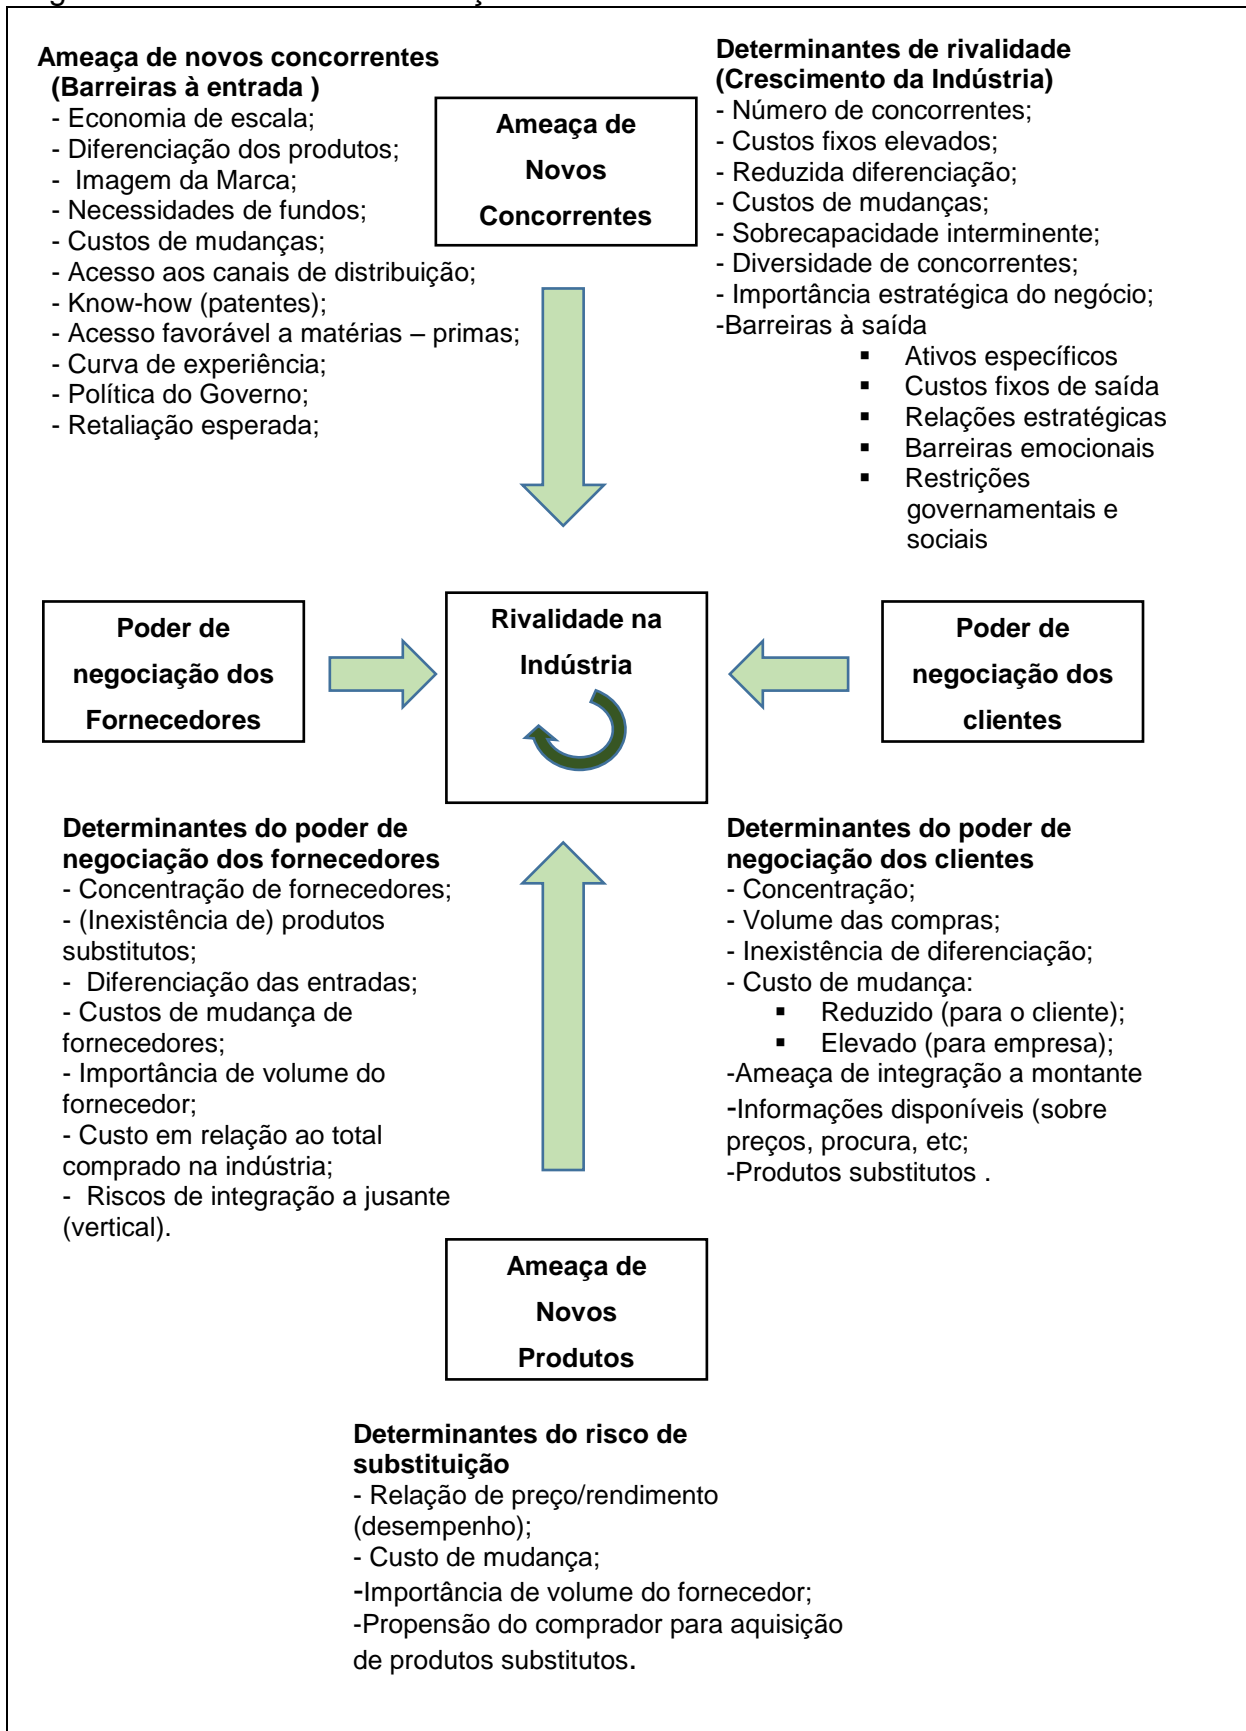 Ameaça de novos concorrentes
(Barreiras à entrada )
- Economia de escala;
- Diferenciação dos produtos;
- Imagem da Marca;
- Necessidades de fundos;
- Custos de mudanças;
- Acesso aos canais de distribuição;
- Know-how (patentes);
- Acesso favorável a matérias – primas;
- Curva de experiência;
- Política do Governo;
- Retaliação esperada;
Ameaça de
Novos
Concorrentes
Determinantes de rivalidade
(Crescimento da Indústria)
- Número de concorrentes;
- Custos fixos elevados;
- Reduzida diferenciação;
- Custos de mudanças;
- Sobrecapacidade interminente;
- Diversidade de concorrentes;
- Importância estratégica do negócio;
-Barreiras à saída
▪ Ativos específicos
▪ Custos fixos de saída
▪ Relações estratégicas
▪ Barreiras emocionais
▪ Restrições
governamentais e
sociais
Poder de
negociação dos
Fornecedores
Rivalidade na
Indústria
Poder de
negociação dos
clientes
Determinantes do poder de
negociação dos fornecedores
- Concentração de fornecedores;
- (Inexistência de) produtos
substitutos;
- Diferenciação das entradas;
- Custos de mudança de
fornecedores;
- Importância de volume do
fornecedor;
- Custo em relação ao total
comprado na indústria;
- Riscos de integração a jusante
(vertical).
Determinantes do poder de
negociação dos clientes
- Concentração;
- Volume das compras;
- Inexistência de diferenciação;
- Custo de mudança:
▪ Reduzido (para o cliente);
▪ Elevado (para empresa);
-Ameaça de integração a montante
-Informações disponíveis (sobre
preços, procura, etc;
-Produtos substitutos .
Ameaça de
Novos
Produtos
Determinantes do risco de
substituição
- Relação de preço/rendimento
(desempenho);
- Custo de mudança;
-Importância de volume do fornecedor;
-Propensão do comprador para aquisição
de produtos substitutos.